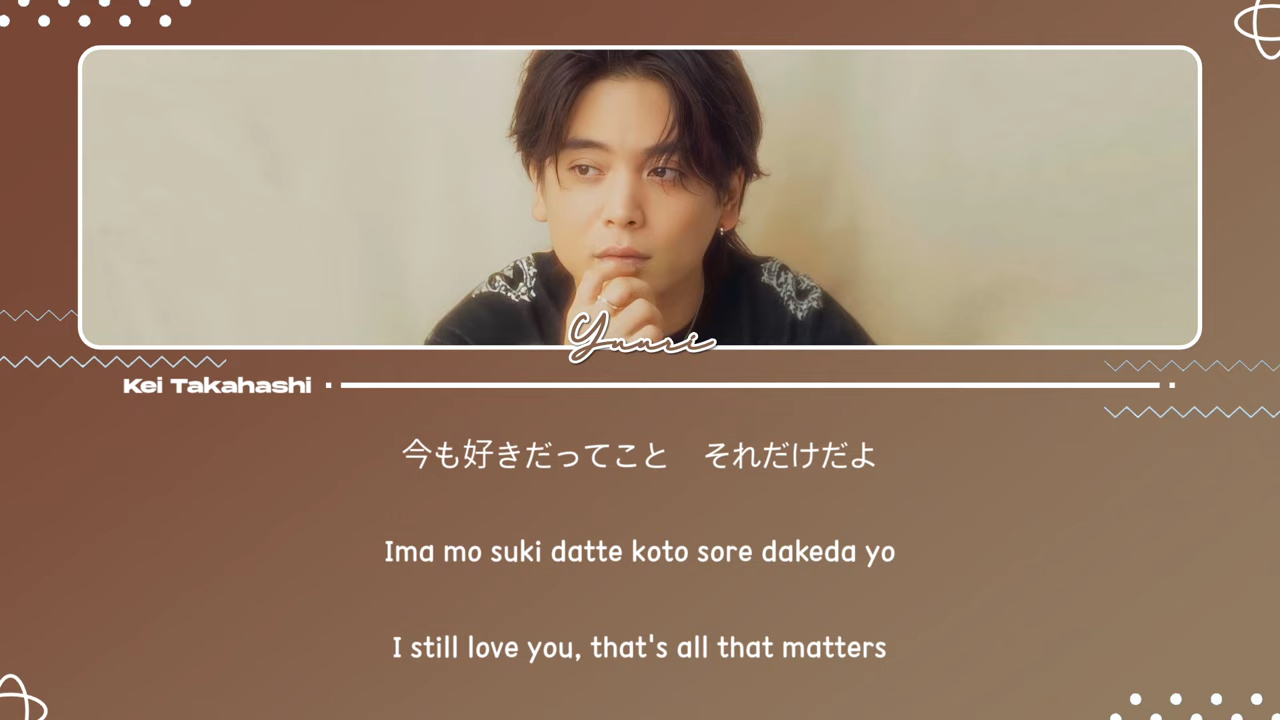 Yuuri
Kei Takahashi
今も好きだってこと　それだけだよ
Ima mo suki datte koto sore dakeda yo
I still love you, that's all that matters